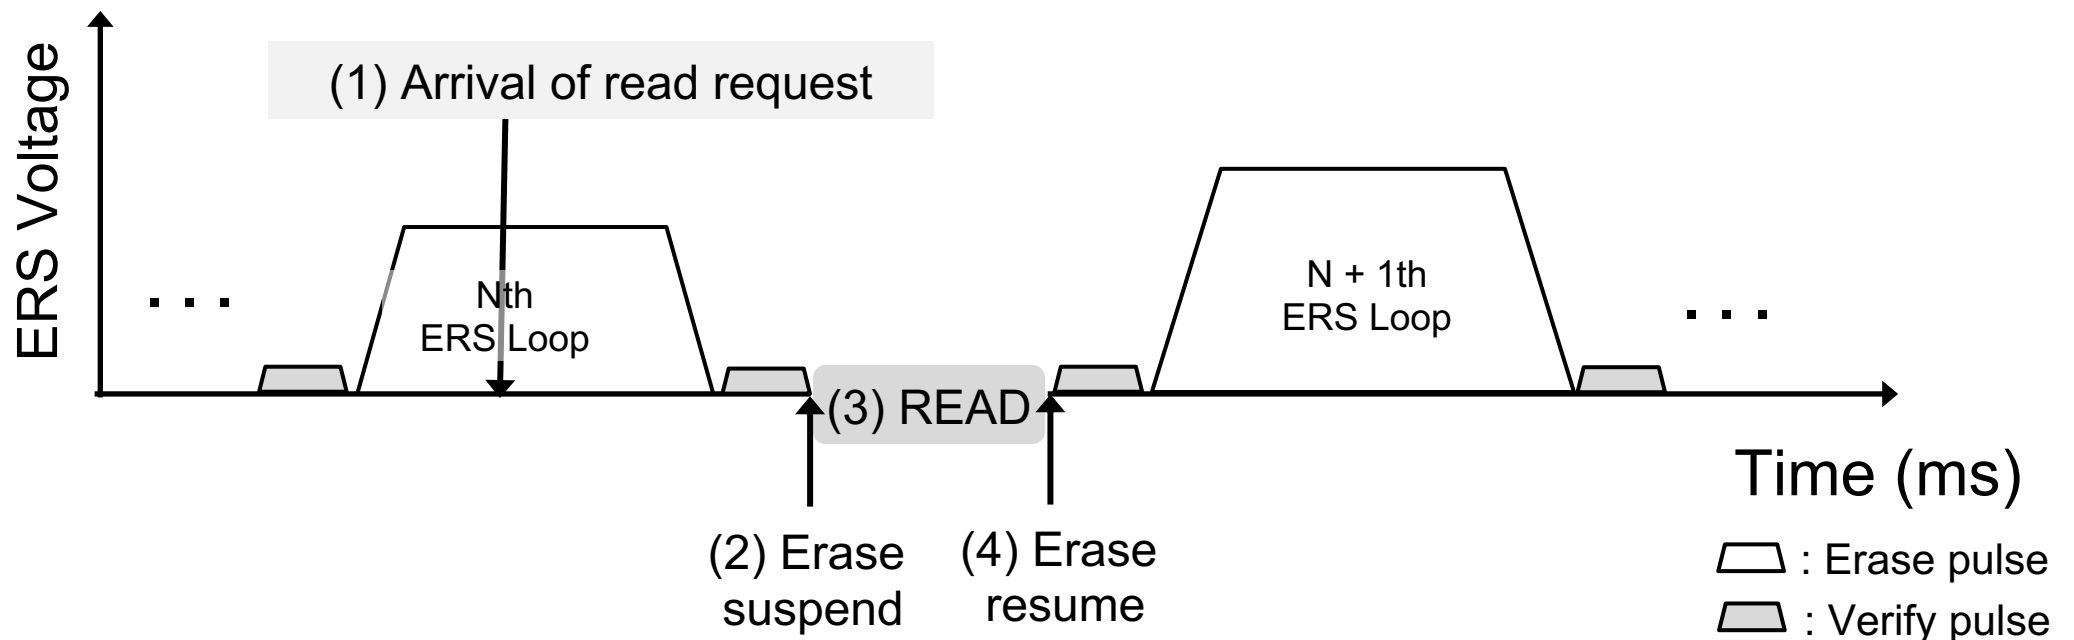 ERS Voltage
(1) Arrival of read request
Nth
ERS Loop
N + 1th
ERS Loop
. . .
. . .
(3) READ
(2) Erase
suspend
(4) Erase
resume
Time (ms)
: Erase pulse
: Verify pulse